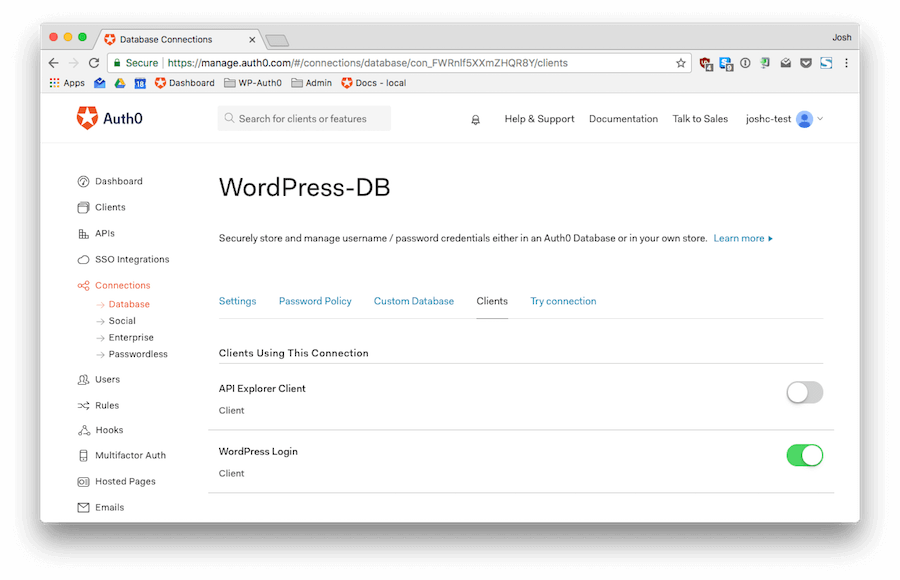 Database Connections
Josh
Secure https://manage.auth0.com/#/connections/database/con_FWRnIf5XXmZHQR8Y/clients
Apps 18 Dashboard WP-Auth0 Admin Docs - local
Auth0 Search for clients or features Help & Support Documentation Talk to Sales joshc-test
Dashboard
Clients
APIs
SSO Integrations
Connections
Database
Social
Enterprise
Passwordless
Users
Rules
Hooks
Multifactor Auth
Hosted Pages
Emails
WordPress-DB
Securely store and manage username / password credentials either in an Auth0 Database or in your own store. Learn more
Settings Password Policy Custom Database Clients Try connection
Clients Using This Connection
API Explorer Client
Client
WordPress Login
Client